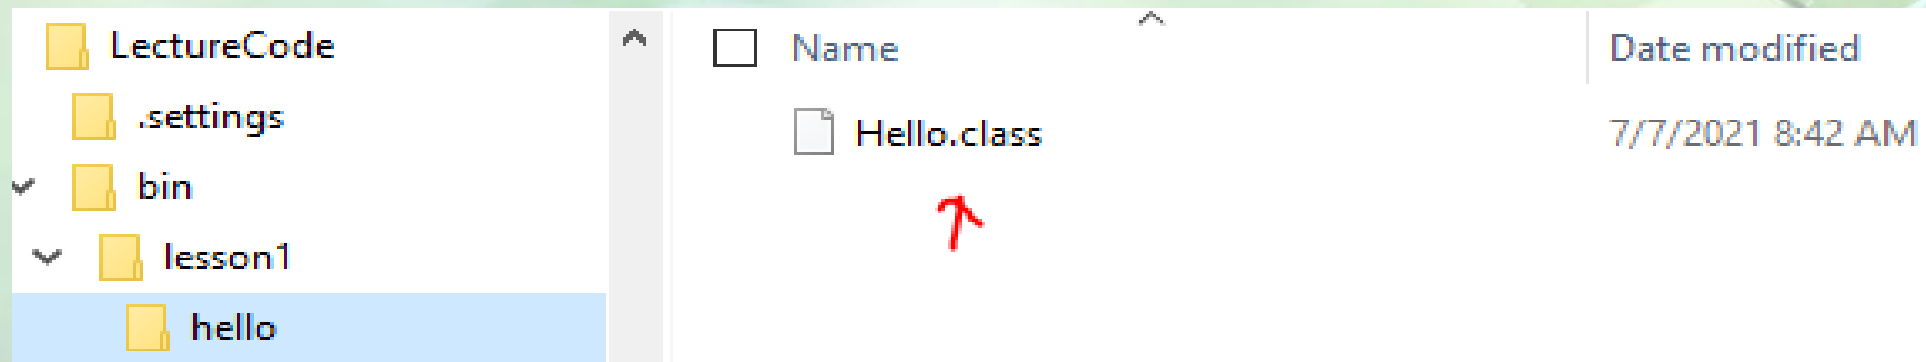 LectureCode
.settings
bin
lesson1
hello
Name Date modified
Hello.class 7/7/2021 8:42 AM